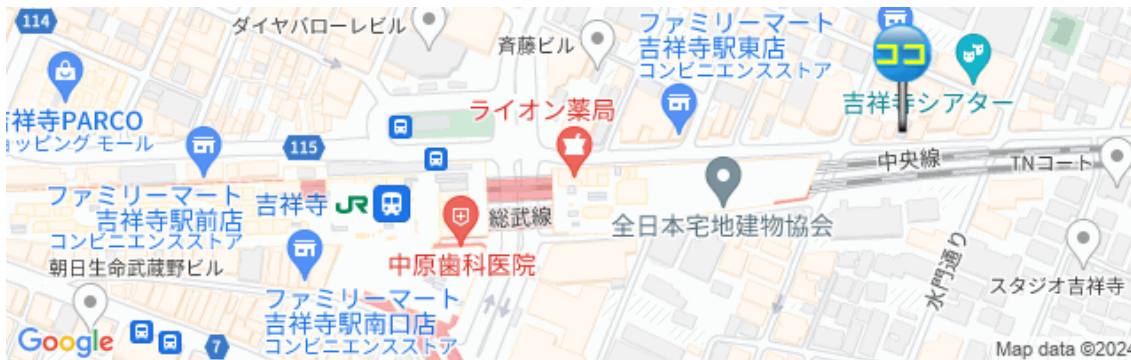 114
ダイヤバローレビル
斉藤ビル
ファミリーマート
吉祥寺駅東店
コンビニエンスストア
ココ
吉祥寺シアター
吉祥寺PARCO
ョッピング モール
ライオン薬局
115
中央線
TNコート
ファミリーマート
吉祥寺駅前店
コンビニエンスストア
吉祥寺
JR
総武線
全日本宅地建物協会
中原歯科医院
水門通り
朝日生命武蔵野ビル
スタジオ吉祥寺
ファミリーマート
吉祥寺駅南口店
コンビニエンスストア
Google
7
Map data ©2024